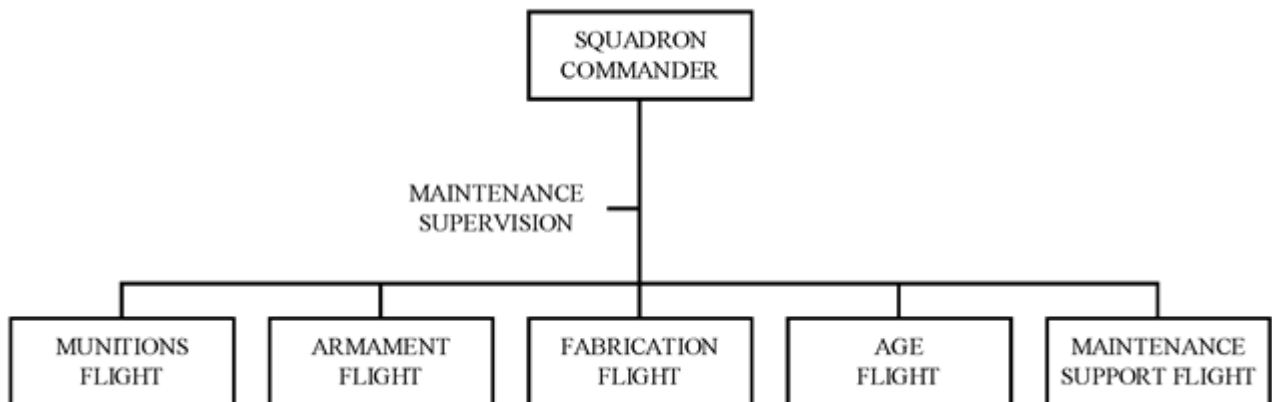 SQUADRON
COMMANDER
MAINTENANCE
SUPERVISION
MUNITIONS
FLIGHT
ARMAMENT
FLIGHT
FABRICATION
FLIGHT
AGE
FLIGHT
MAINTENANCE
SUPPORT FLIGHT